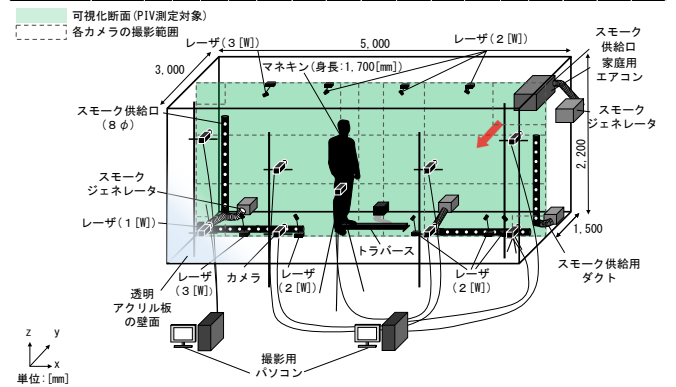 可視化断面(PIV測定対象)
各カメラの撮影範囲
レーザ(3[W])
5,000
レーザ(2[W])
スモーク
供給口
家庭用
エアコン
3,000
マネキン(身長:1,700[mm])
スモーク供給口
(8φ)
スモーク
ジェネレータ
2,200
スモーク
ジェネレータ
レーザ(1[W])
1,500
トラバース
レーザ
(3[W])
カメラ
レーザ
(2[W])
レーザ
(2[W])
スモーク供給用
ダクト
透明
アクリル板
の壁面
z
y
x
単位:[mm]
撮影用
パソコン